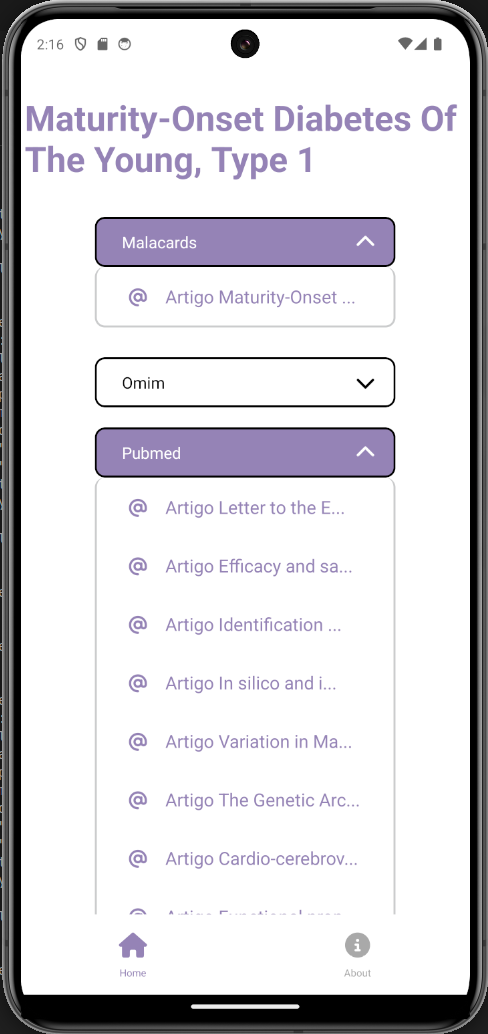 2:16
Maturity-Onset Diabetes Of
The Young, Type 1
Malacards
@ Artigo Maturity-Onset ...
Omim
Pubmed
@ Artigo Letter to the E...
@ Artigo Efficacy and sa...
@ Artigo Identification ...
@ Artigo In silico and i...
@ Artigo Variation in Ma...
@ Artigo The Genetic Arc...
@ Artigo Cardio-cerebrov...
Home
About